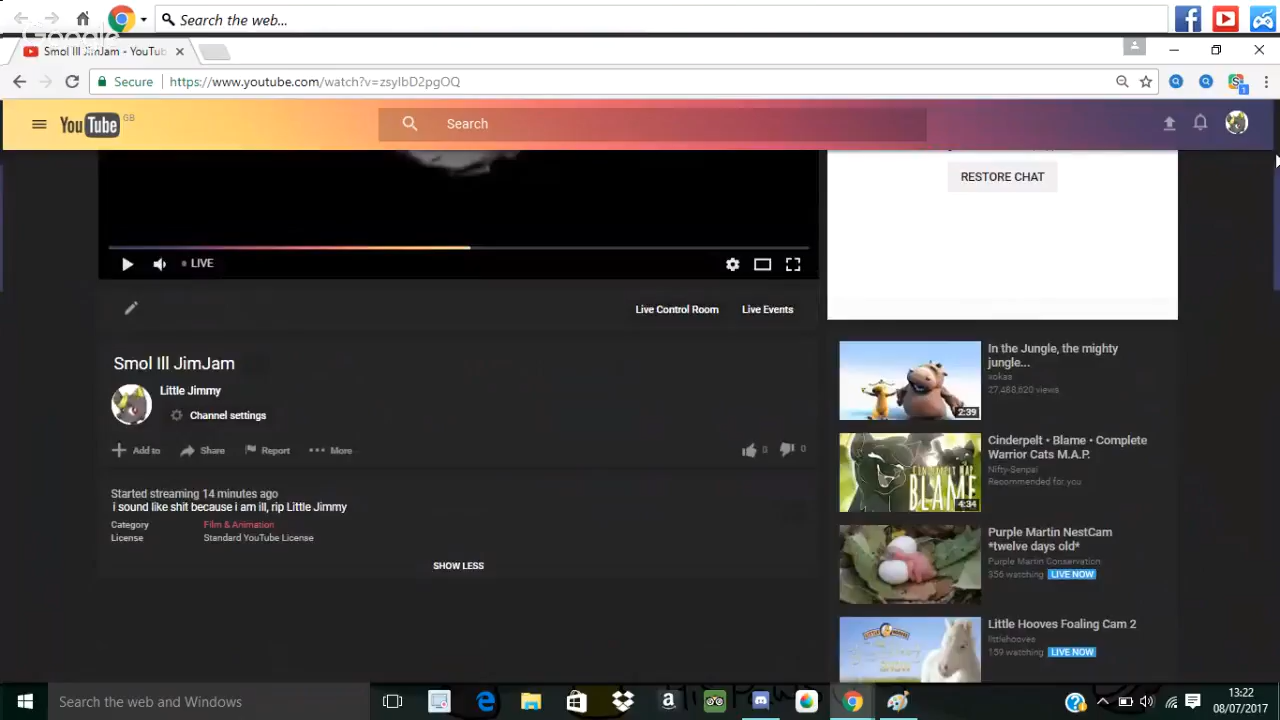 Search the web...
Google
Smol Ill JimJam - YouTub
Secure
https://www.youtube.com/watch?v=zsylbD2pgOQ
1
YouTube GB
Search
RESTORE CHAT
LIVE
Live Control Room
Live Events
Smol Ill JimJam
Little Jimmy
Channel settings
Add to
Share
Report
More
0
0
Started streaming 14 minutes ago
i sound like shit because i am ill, rip Little Jimmy
Category Film & Animation
License Standard YouTube License
SHOW LESS
In the Jungle, the mighty
jungle...
xokaa
27,488,820 views
2:39
Cinderpelt • Blame • Complete
Warrior Cats M.A.P.
Nifty-Senpai
Recommended for you
BLAME
4:34
Purple Martin NestCam
*twelve days old*
Purple Martin Conservation
356 watching LIVE NOW
Little Hooves Foaling Cam 2
littlehooves
159 watching LIVE NOW
Search the web and Windows
13:22
08/07/2017